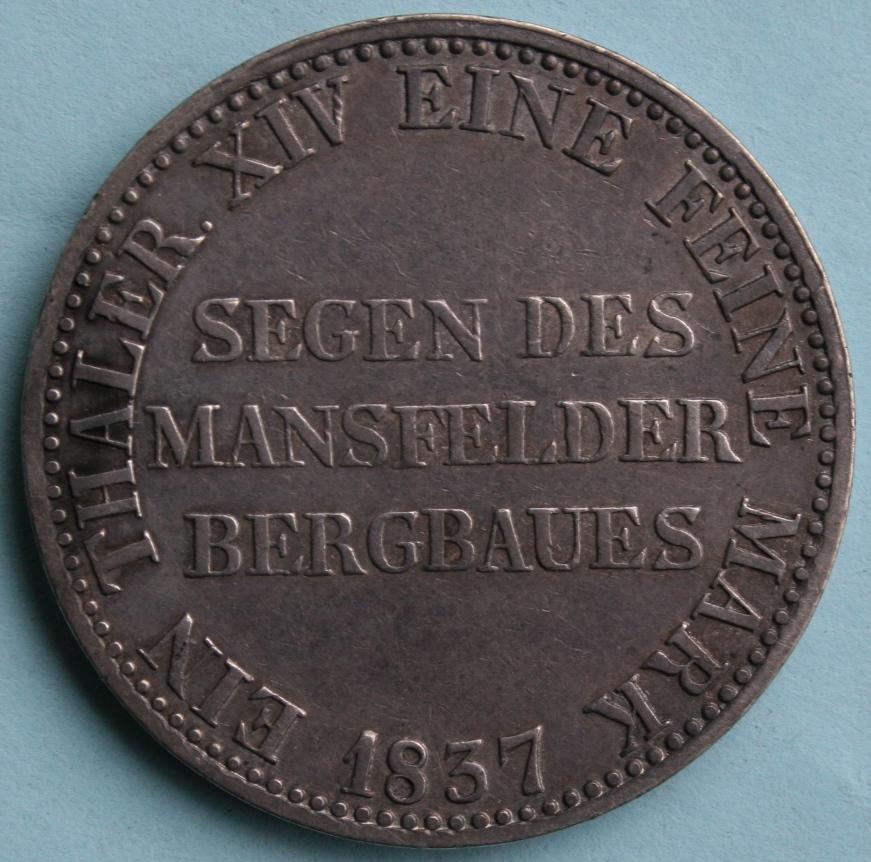 EIN THALER. XIV EINE FEINE MARK
SEGEN DES
MANSFELDER
BERGBAUES
1837